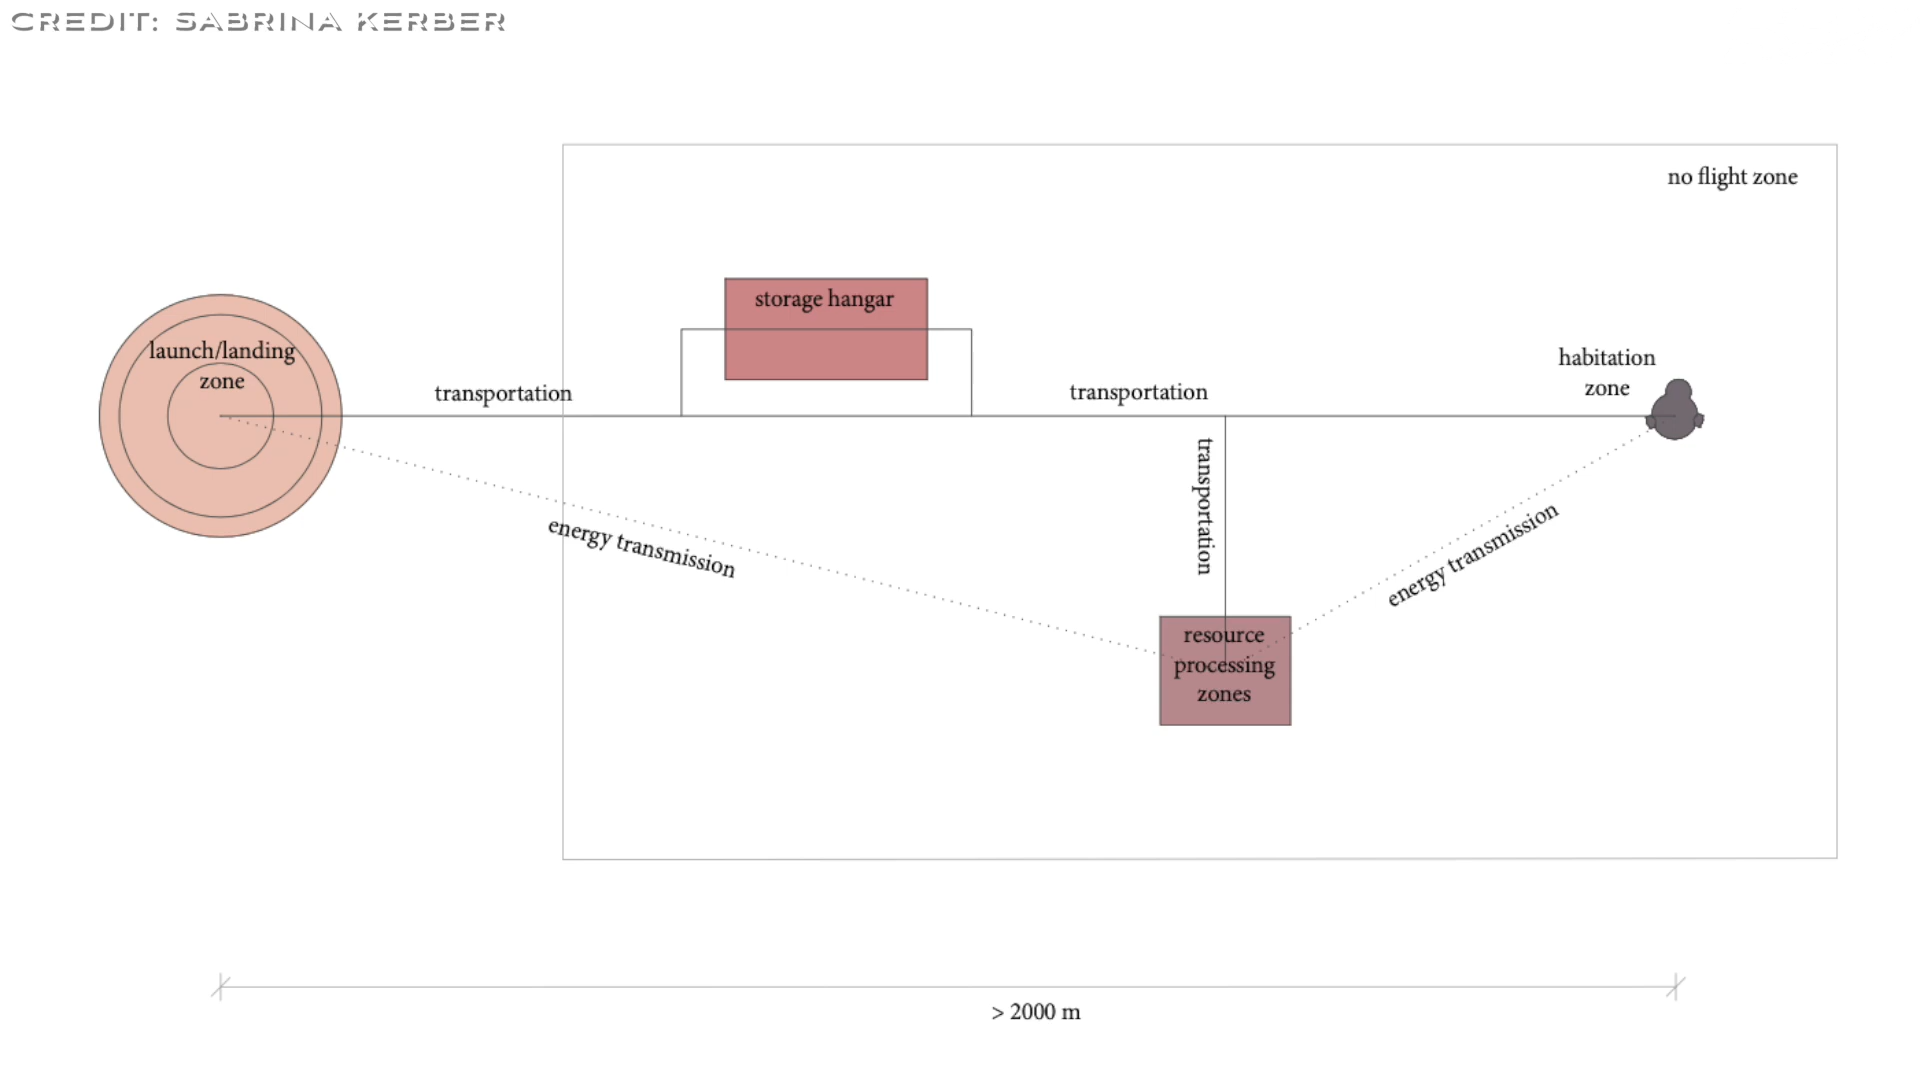 CREDIT: SABRINA KERBER
no flight zone
storage hangar
launch/landing
zone
transportation
transportation
habitation
zone
transportation
energy transmission
energy transmission
resource
processing
zones
> 2000 m